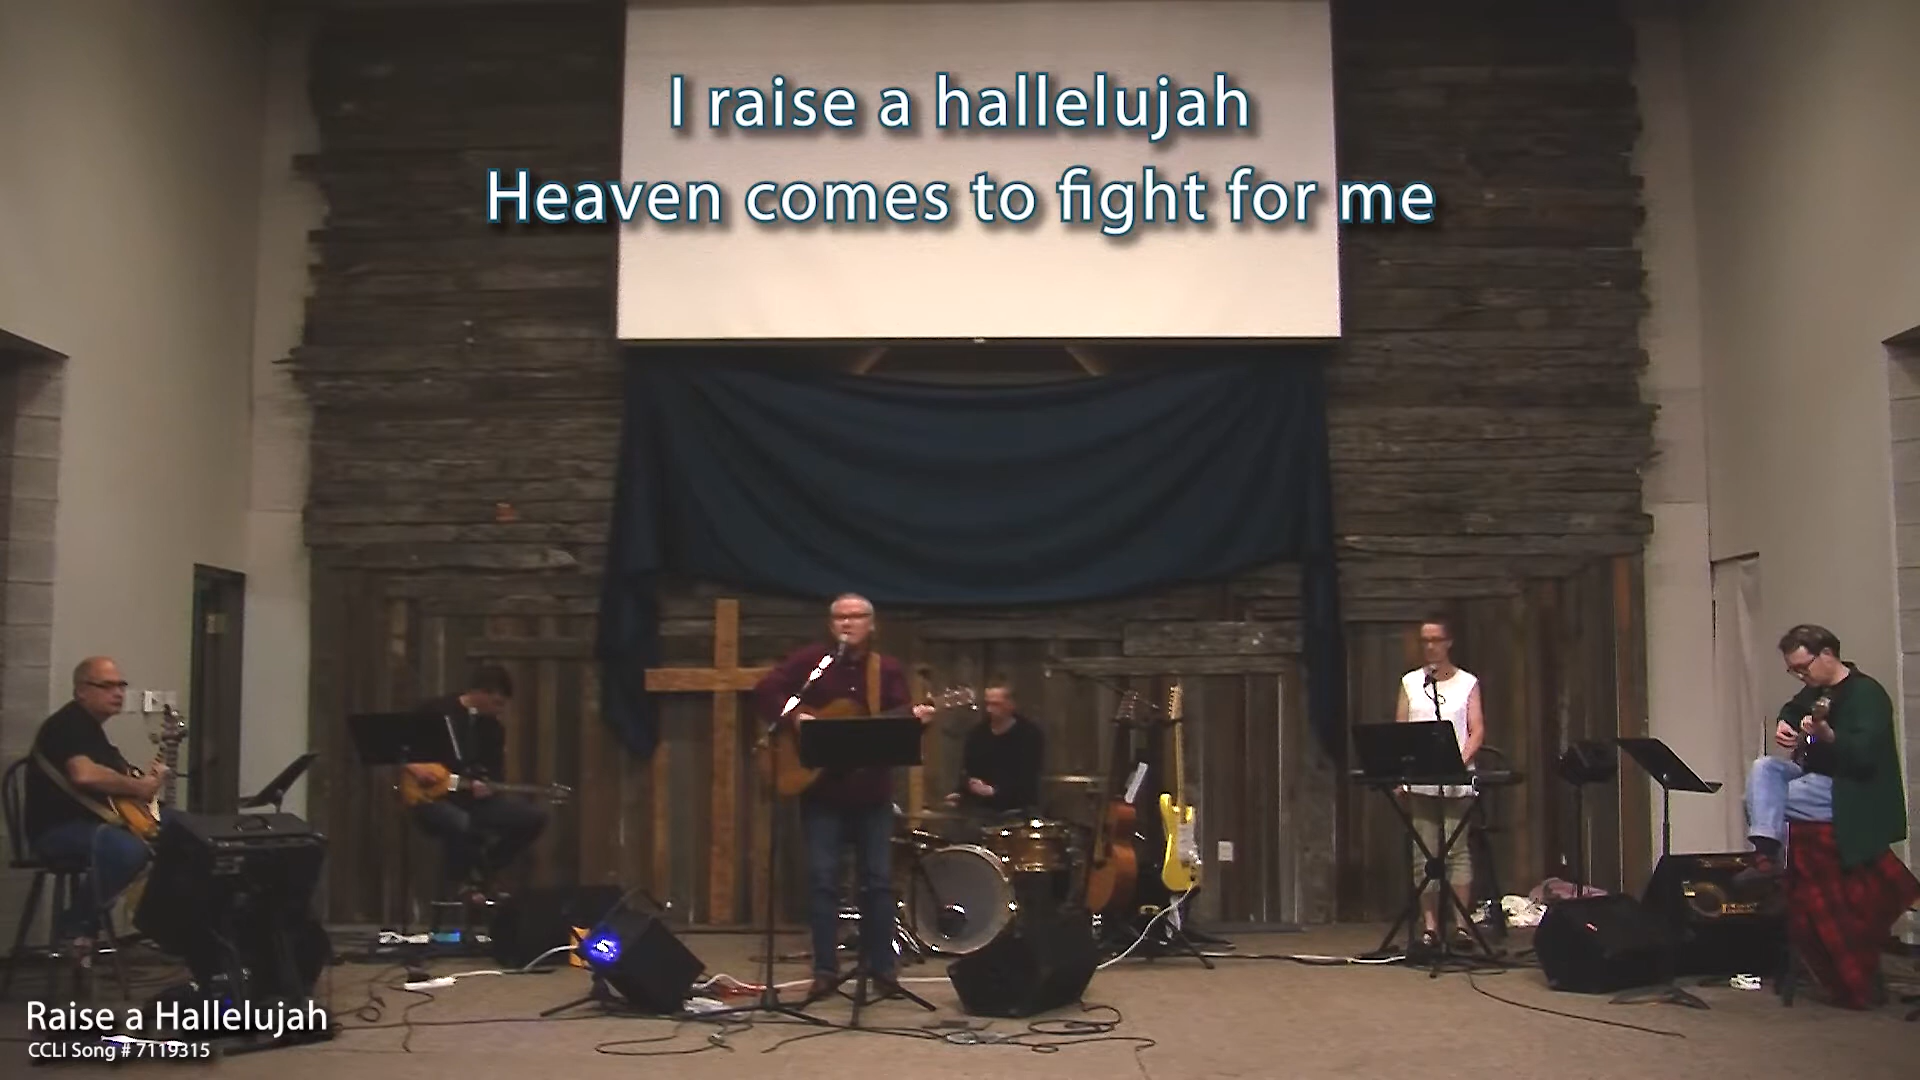 I raise a hallelujah
Heaven comes to fight for me
Raise a Hallelujah
CCLI Song # 7119315